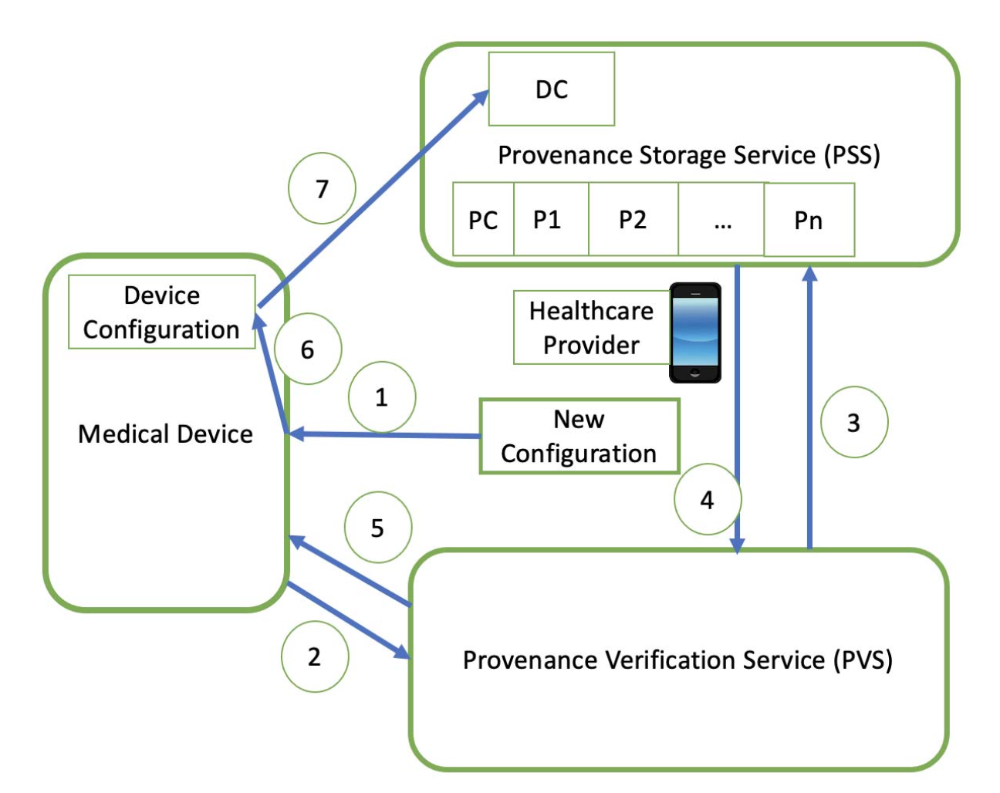 DC
Provenance Storage Service (PSS)
7
PC P1 P2 ... Pn
Device
Configuration
Healthcare
Provider
6
1
New
Configuration
3
Medical Device
4
5
2
Provenance Verification Service (PVS)